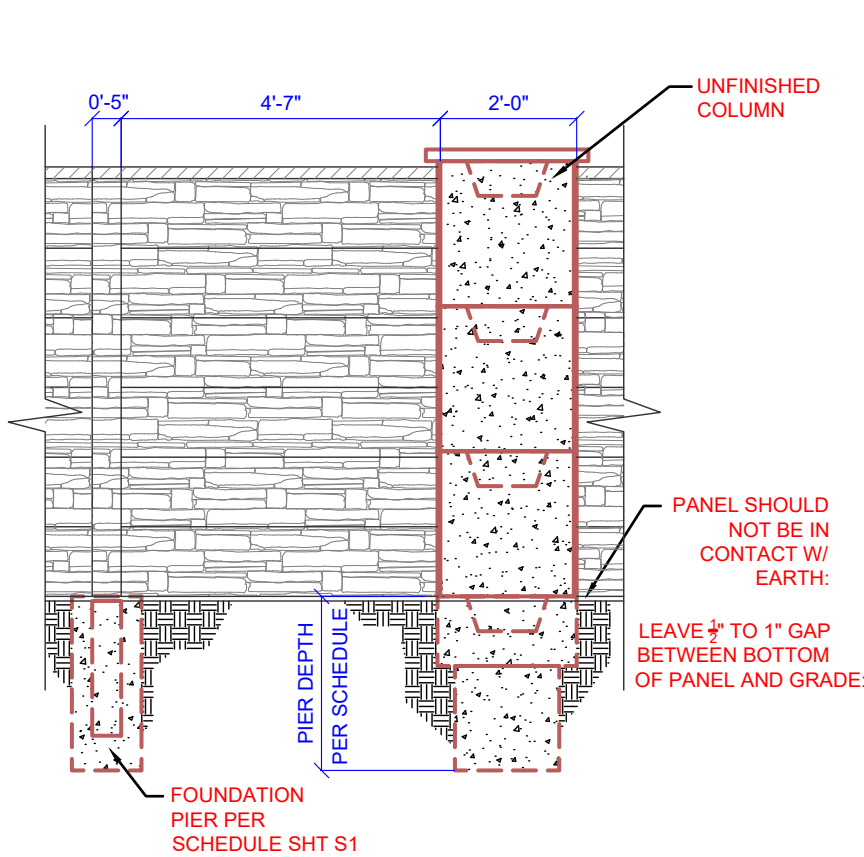 0'-5"
4'-7"
2'-0"
UNFINISHED
COLUMN
PANEL SHOULD
NOT BE IN
CONTACT W/
EARTH:
LEAVE 1/2" TO 1" GAP
BETWEEN BOTTOM
OF PANEL AND GRADE:
PIER DEPTH
PER SCHEDULE
FOUNDATION
PIER PER
SCHEDULE SHT S1